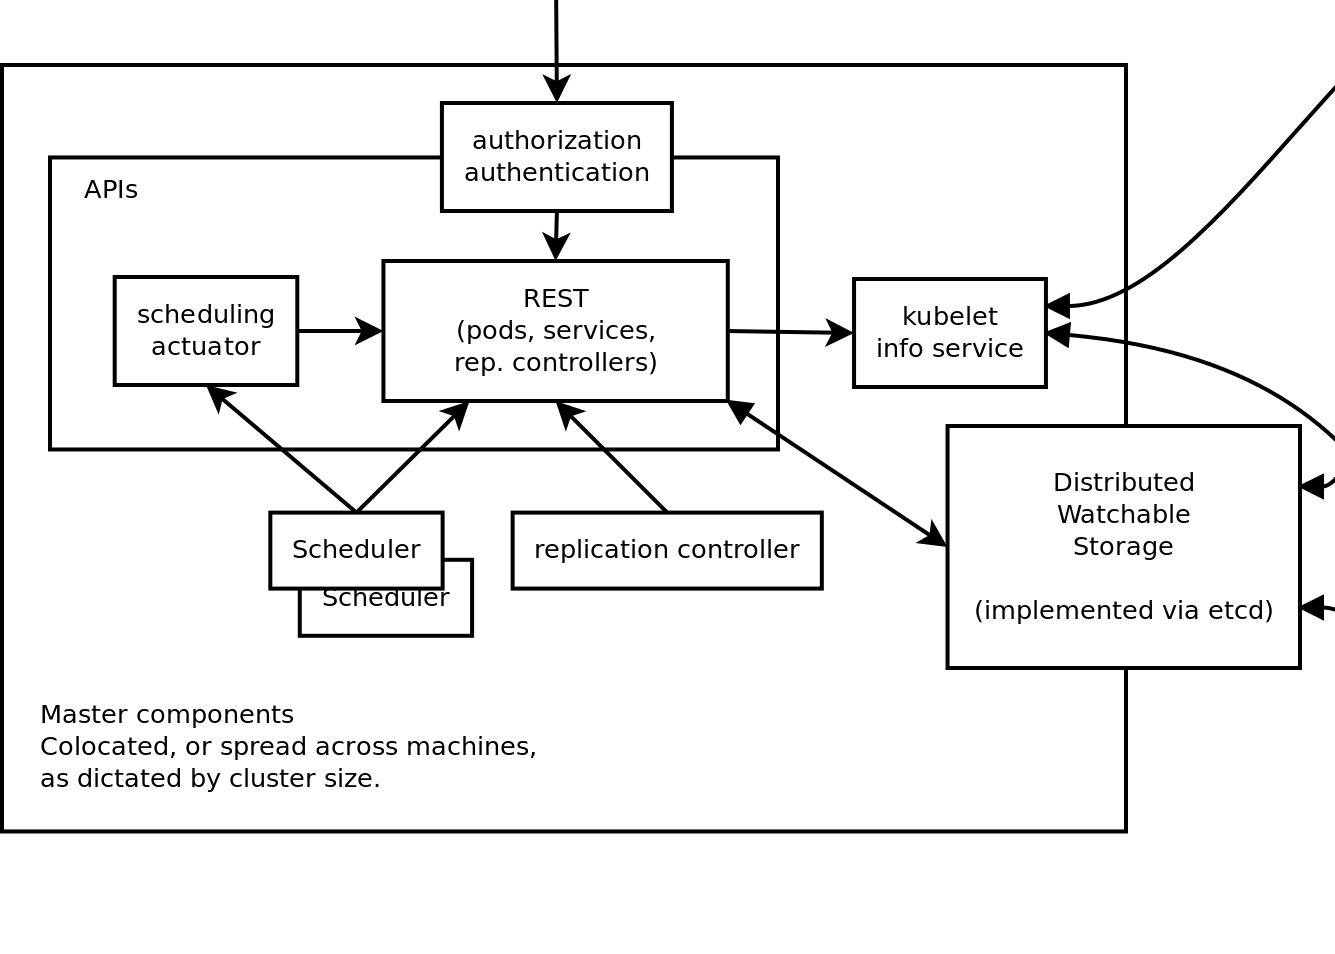 authorization
authentication
APIs
scheduling
actuator
REST
(pods, services,
rep. controllers)
kubelet
info service
Distributed
Watchable
Storage
(implemented via etcd)
Scheduler
Scheduler
replication controller
Master components
Colocated, or spread across machines,
as dictated by cluster size.